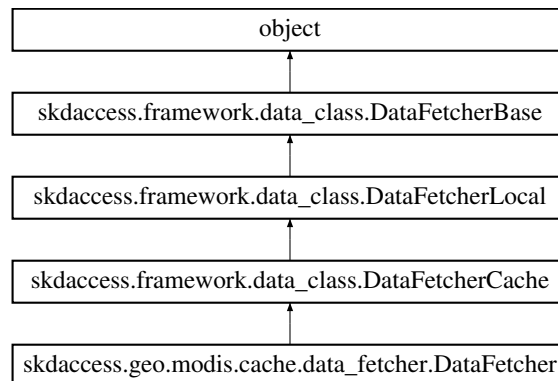 object
skdaccess.framework.data_class.DataFetcherBase
skdaccess.framework.data_class.DataFetcherLocal
skdaccess.framework.data_class.DataFetcherCache
skdaccess.geo.modis.cache.data_fetcher.DataFetcher